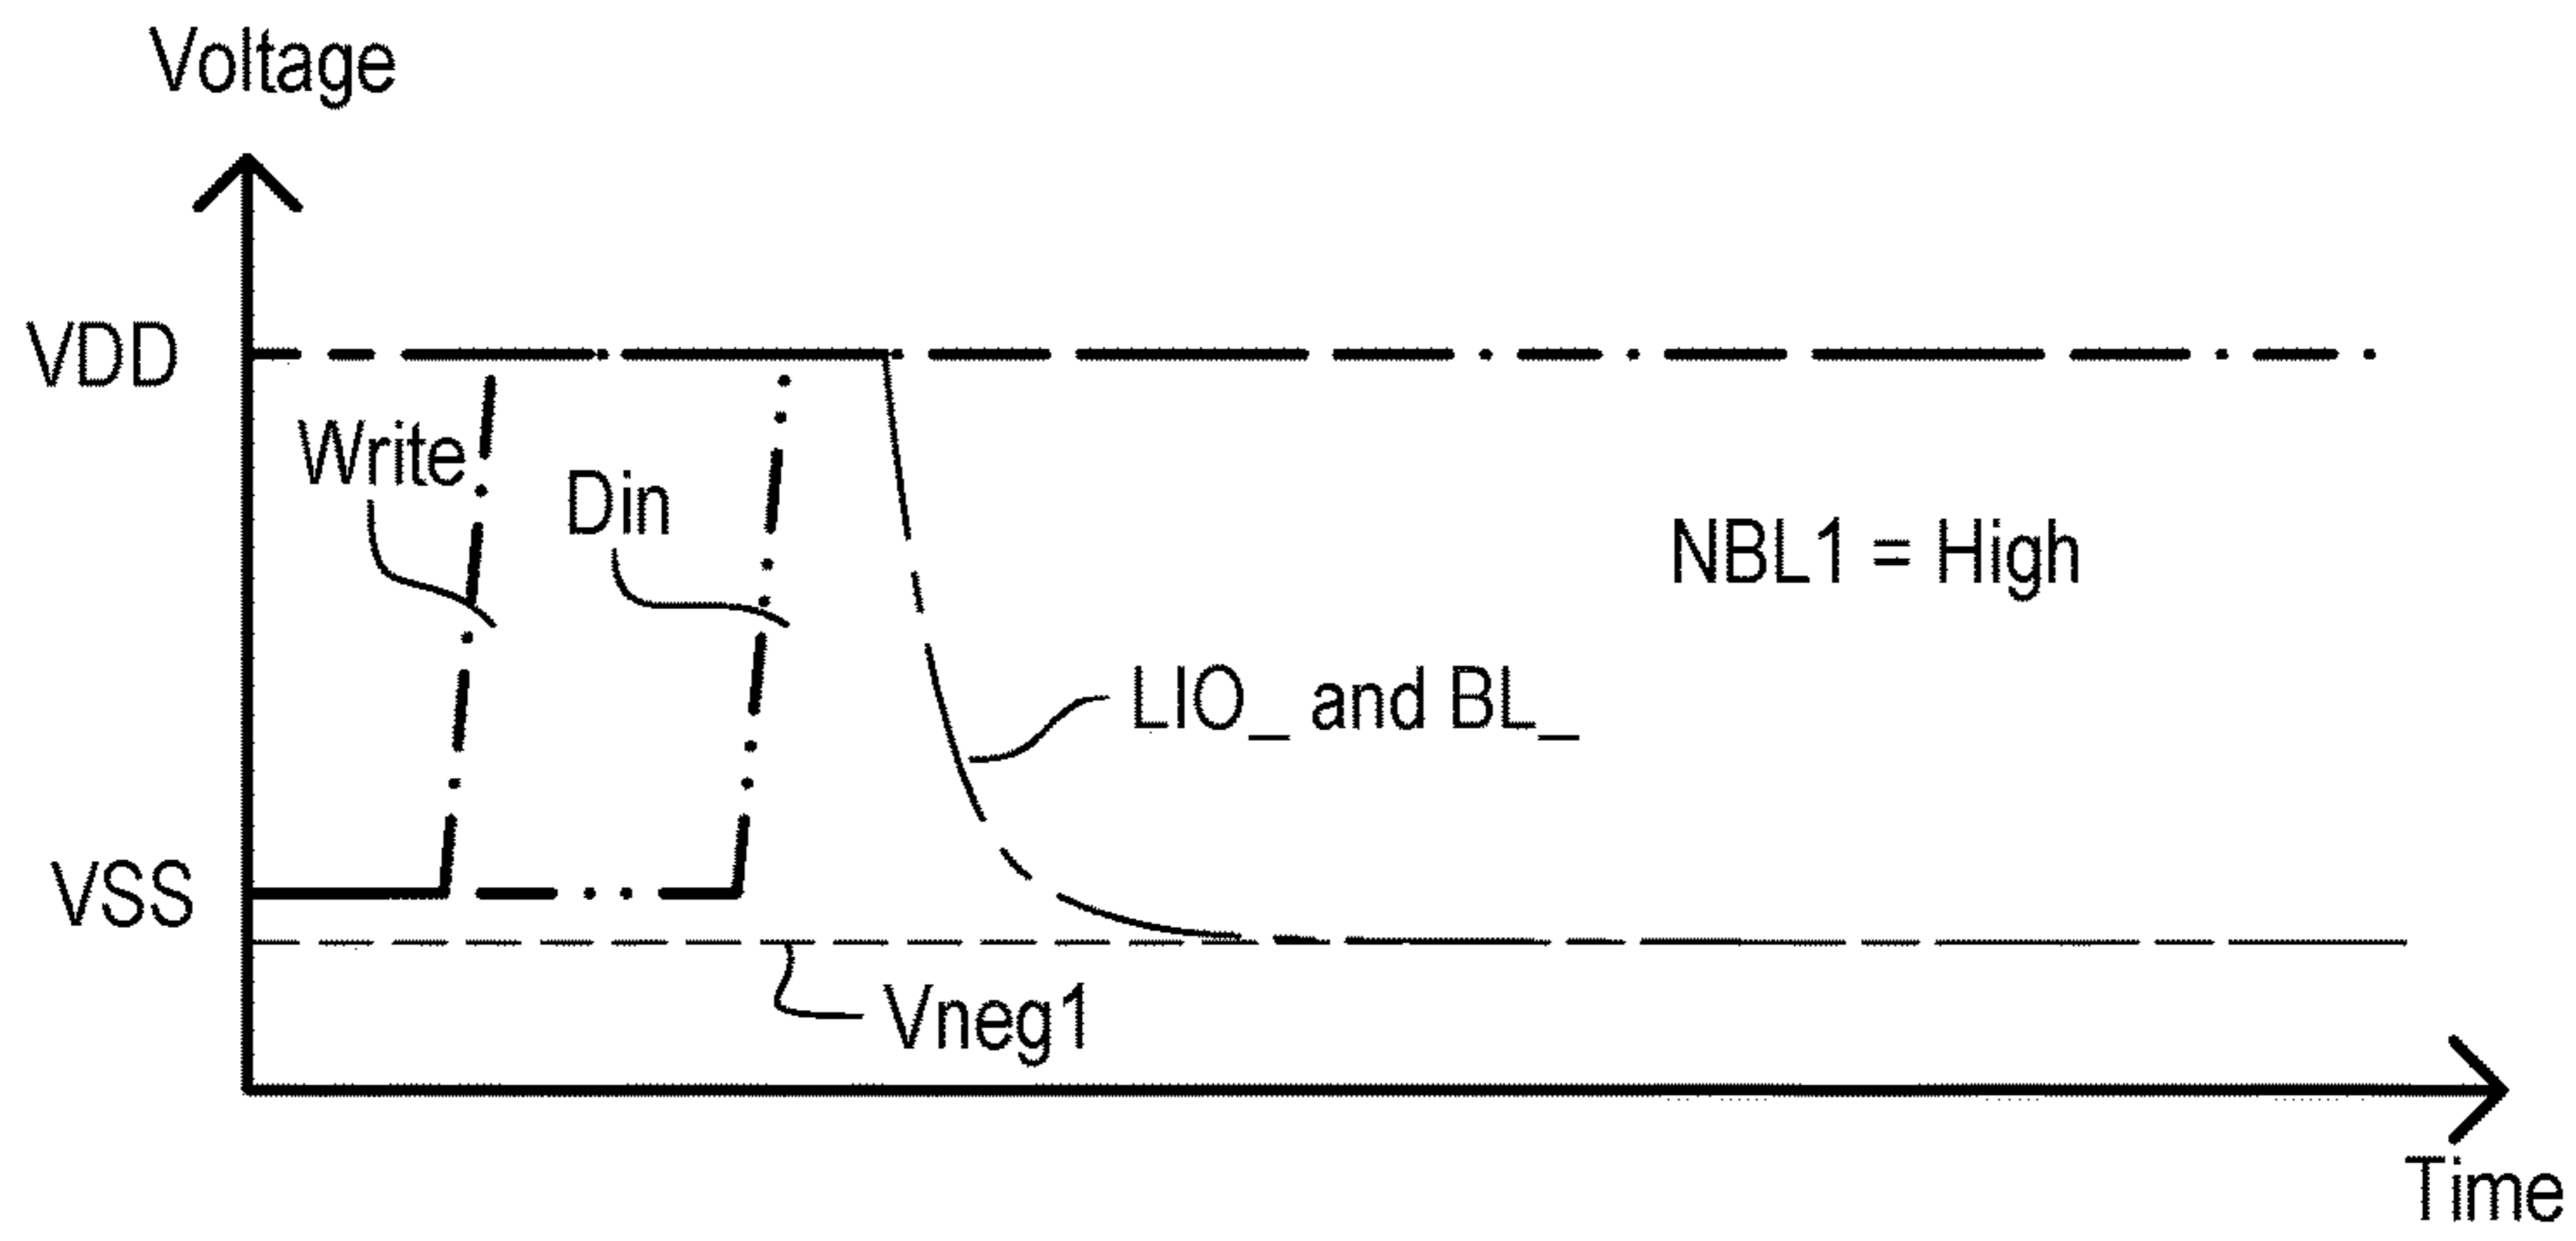 Voltage
VDD
Write
Din
NBL1 = High
LIO_ and BL_
VSS
Vneg1
Time